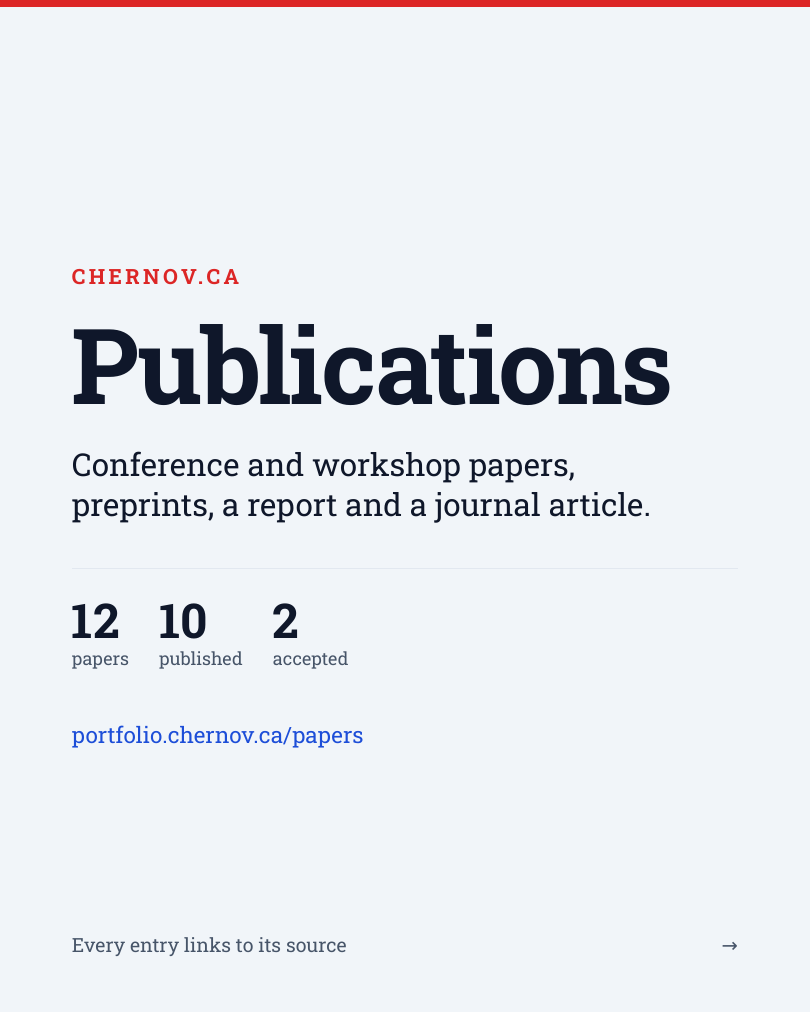 CHERNOV.CA
Publications
Conference and workshop papers,
preprints, a report and a journal article.
12 10 2
papers published accepted
portfolio.chernov.ca/papers
Every entry links to its source →